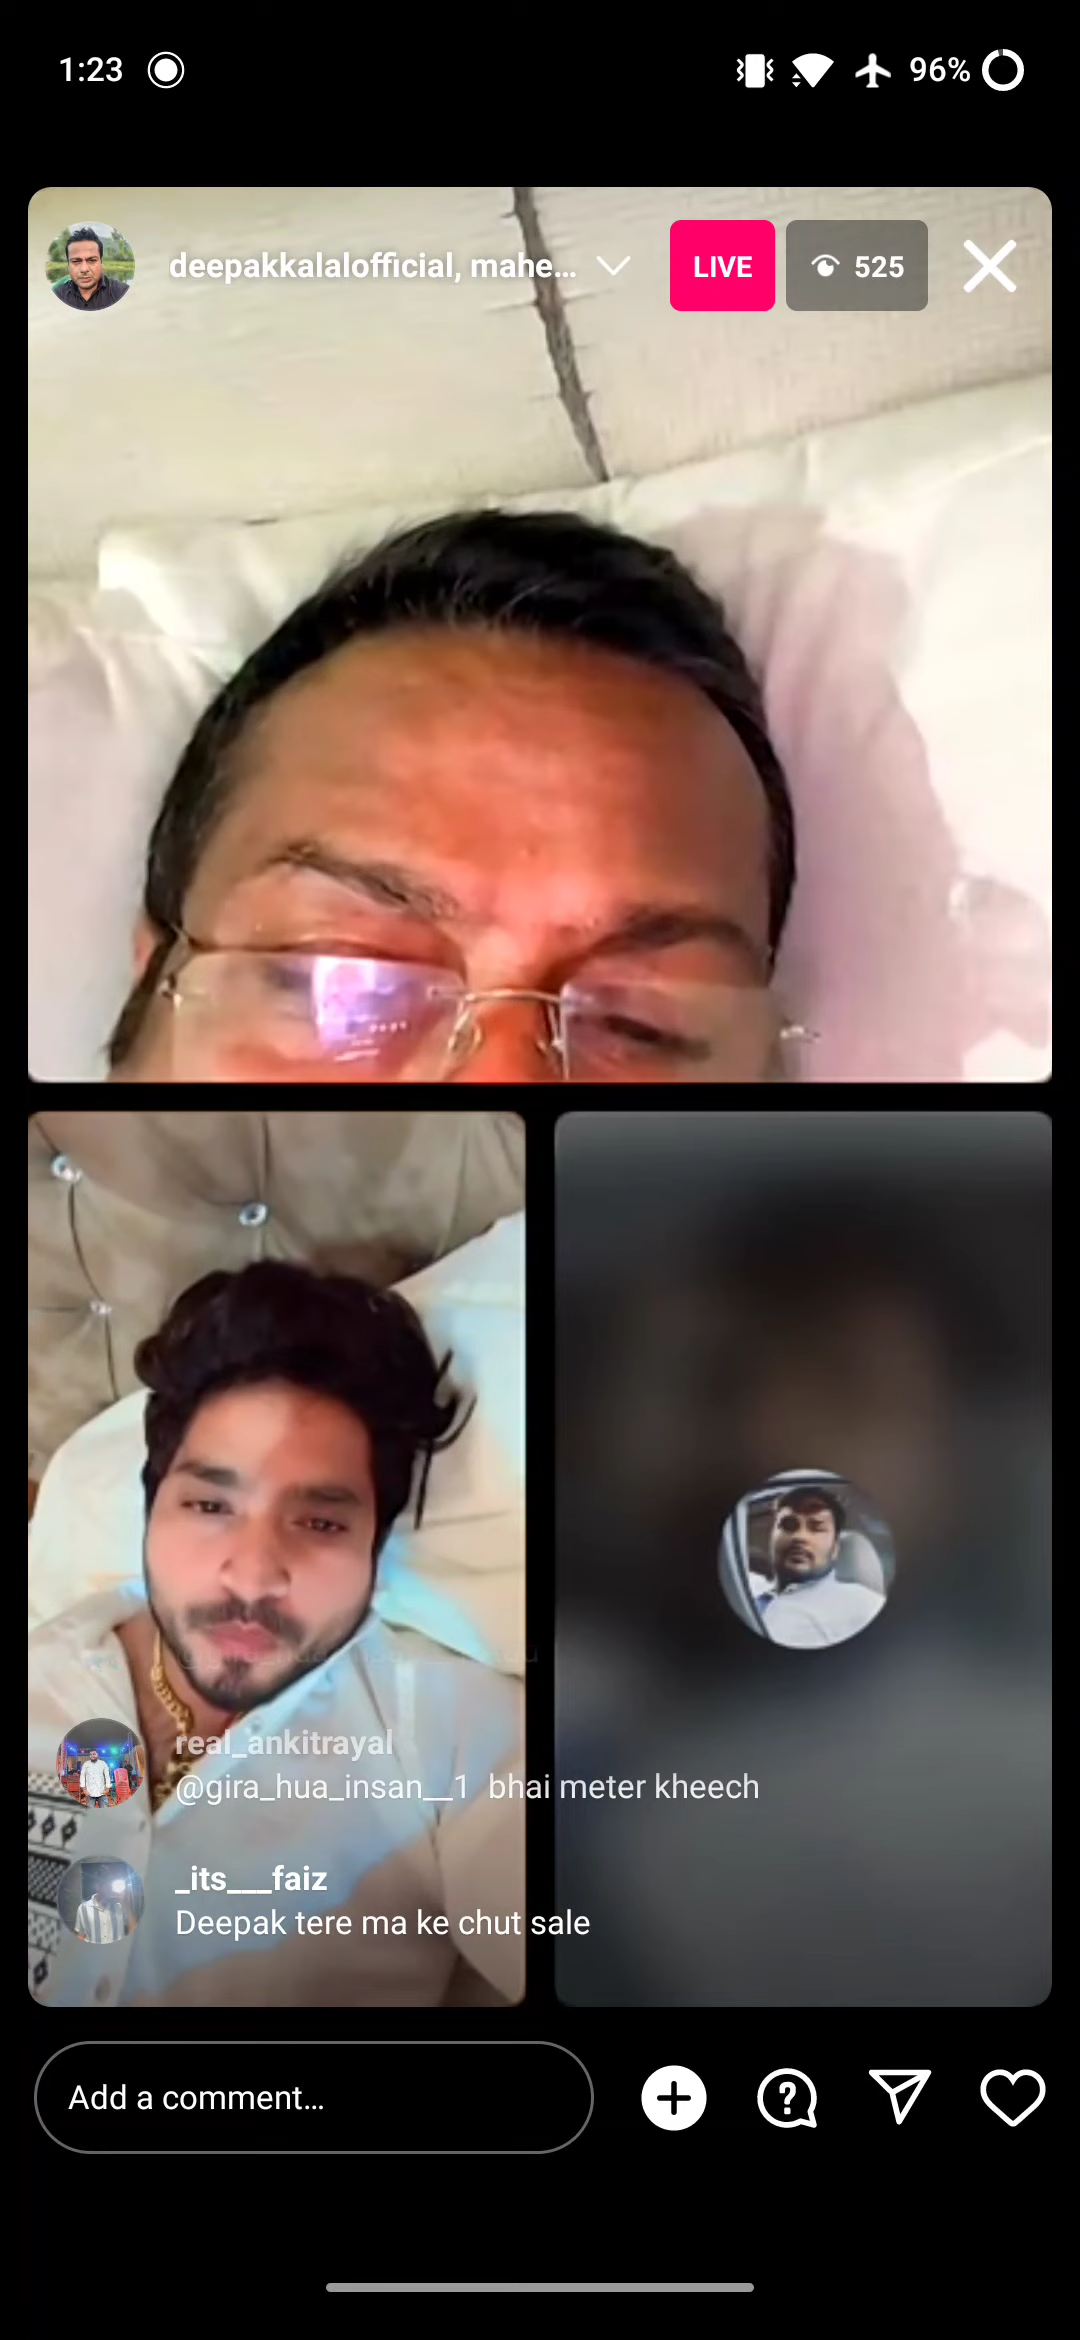 1:23
96%
deepakkalalofficial, mahe...
LIVE
525
real_ankitrayal
@gira_hua_insan__1 bhai meter kheech
_its___faiz
Deepak tere ma ke chut sale
Add a comment...